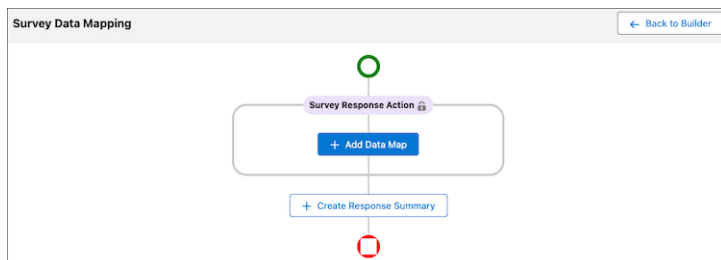 Survey Data Mapping
← Back to Builder
Survey Response Action
+ Add Data Map
+ Create Response Summary